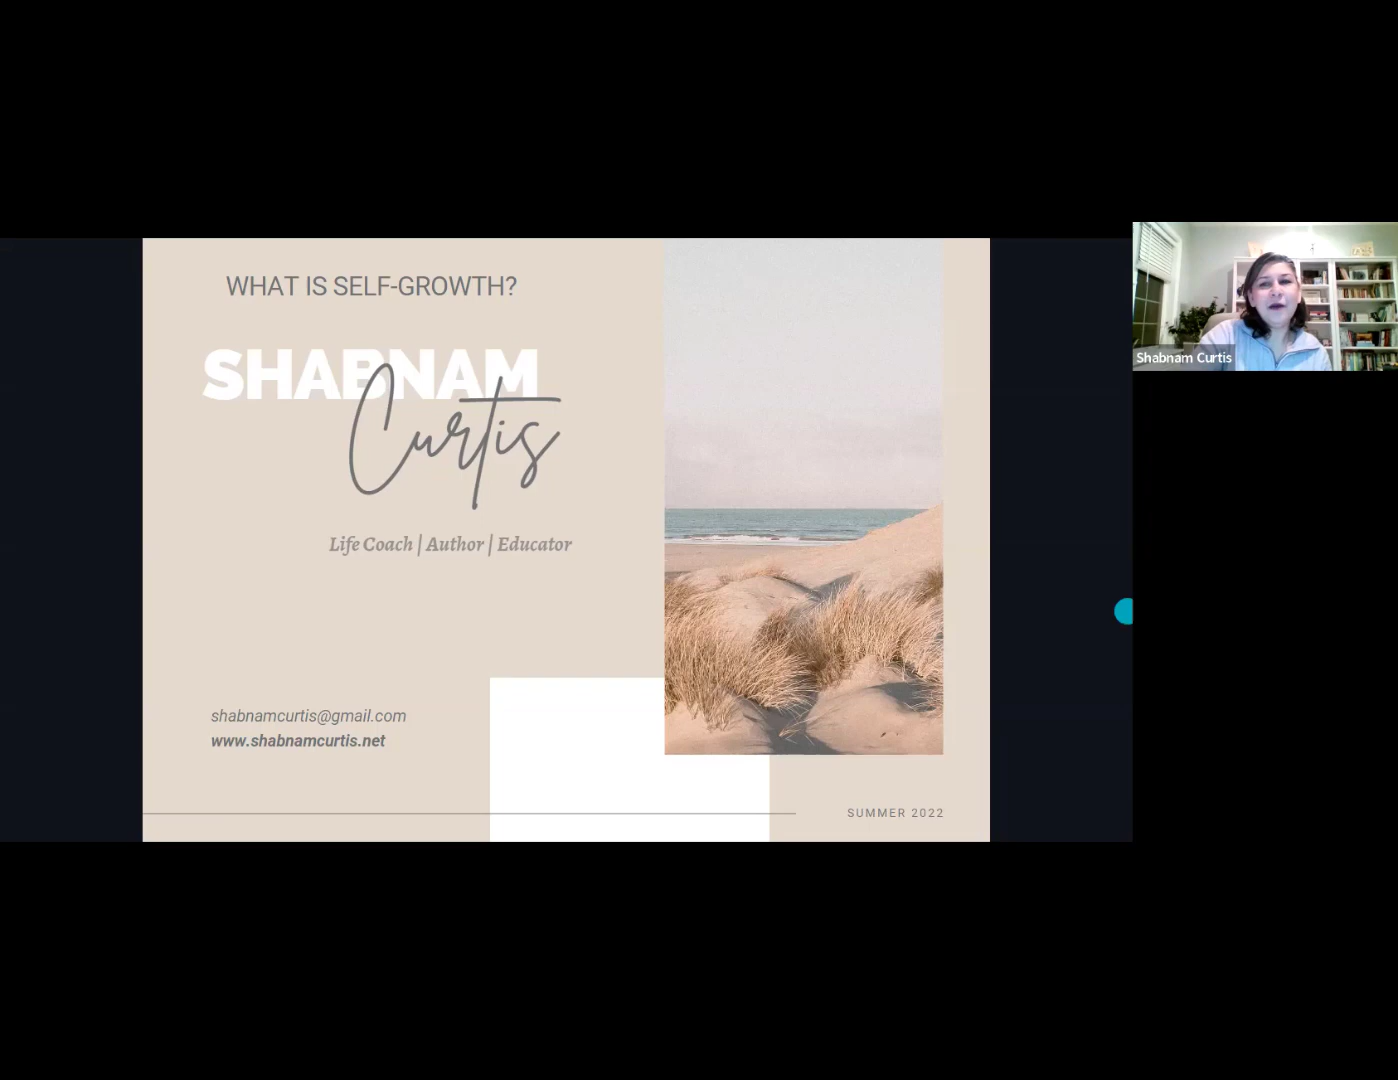 WHAT IS SELF-GROWTH?
SHABNAM
Curtis
Life Coach | Author | Educator
shabnamcurtis@gmail.com
www.shabnamcurtis.net
SUMMER 2022
Shabnam Curtis